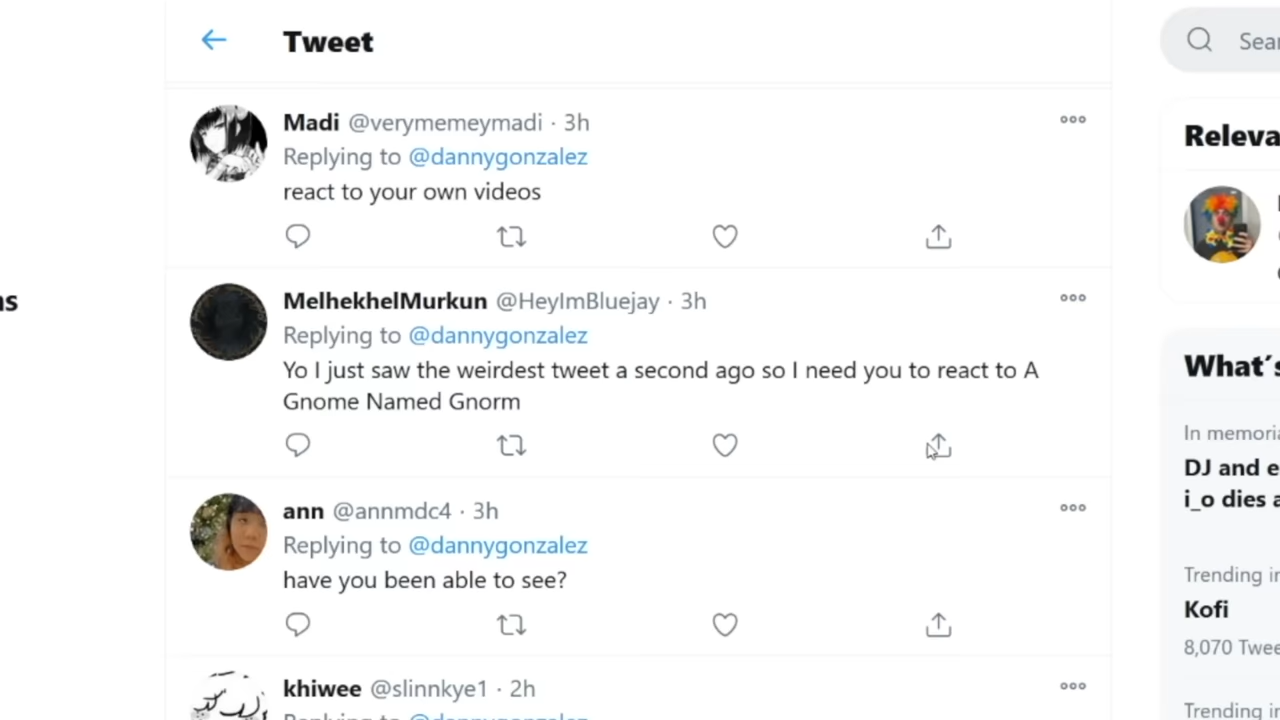 Tweet
Madi @verymemeymadi · 3h
Replying to @dannygonzalez
react to your own videos
MelhekhelMurkun @HeyImBluejay · 3h
Replying to @dannygonzalez
Yo I just saw the weirdest tweet a second ago so I need you to react to A
Gnome Named Gnorm
ann @annmdc4 · 3h
Replying to @dannygonzalez
have you been able to see?
khiwee @slinnkye1 · 2h
Replying to @dannygonzalez
Sear
Releva
What's
In memoria
DJ and e
i_o dies a
Trending in
Kofi
8,070 Twee
Trending in
ns